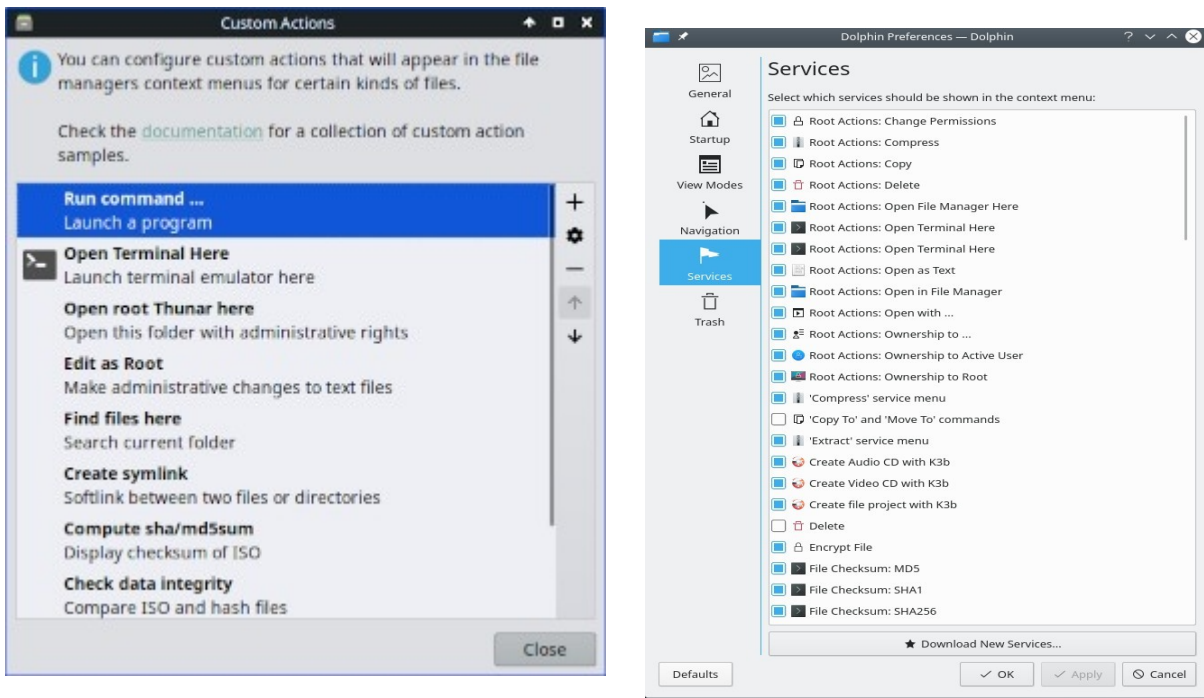 Custom Actions
You can configure custom actions that will appear in the file
managers context menus for certain kinds of files.
Check the documentation for a collection of custom action
samples.
Run command ...
Launch a program
Open Terminal Here
Launch terminal emulator here
Open root Thunar here
Open this folder with administrative rights
Edit as Root
Make administrative changes to text files
Find files here
Search current folder
Create symlink
Softlink between two files or directories
Compute sha/md5sum
Display checksum of ISO
Check data integrity
Compare ISO and hash files
Close
Dolphin Preferences — Dolphin
General
Startup
View Modes
Navigation
Services
Trash
Services
Select which services should be shown in the context menu:
Root Actions: Change Permissions
Root Actions: Compress
Root Actions: Copy
Root Actions: Delete
Root Actions: Open File Manager Here
Root Actions: Open Terminal Here
Root Actions: Open Terminal Here
Root Actions: Open as Text
Root Actions: Open in File Manager
Root Actions: Open with ...
Root Actions: Ownership to ...
Root Actions: Ownership to Active User
Root Actions: Ownership to Root
'Compress' service menu
'Copy To' and 'Move To' commands
'Extract' service menu
Create Audio CD with K3b
Create Video CD with K3b
Create file project with K3b
Delete
Encrypt File
File Checksum: MD5
File Checksum: SHA1
File Checksum: SHA256
Download New Services...
Defaults
OK
Apply
Cancel